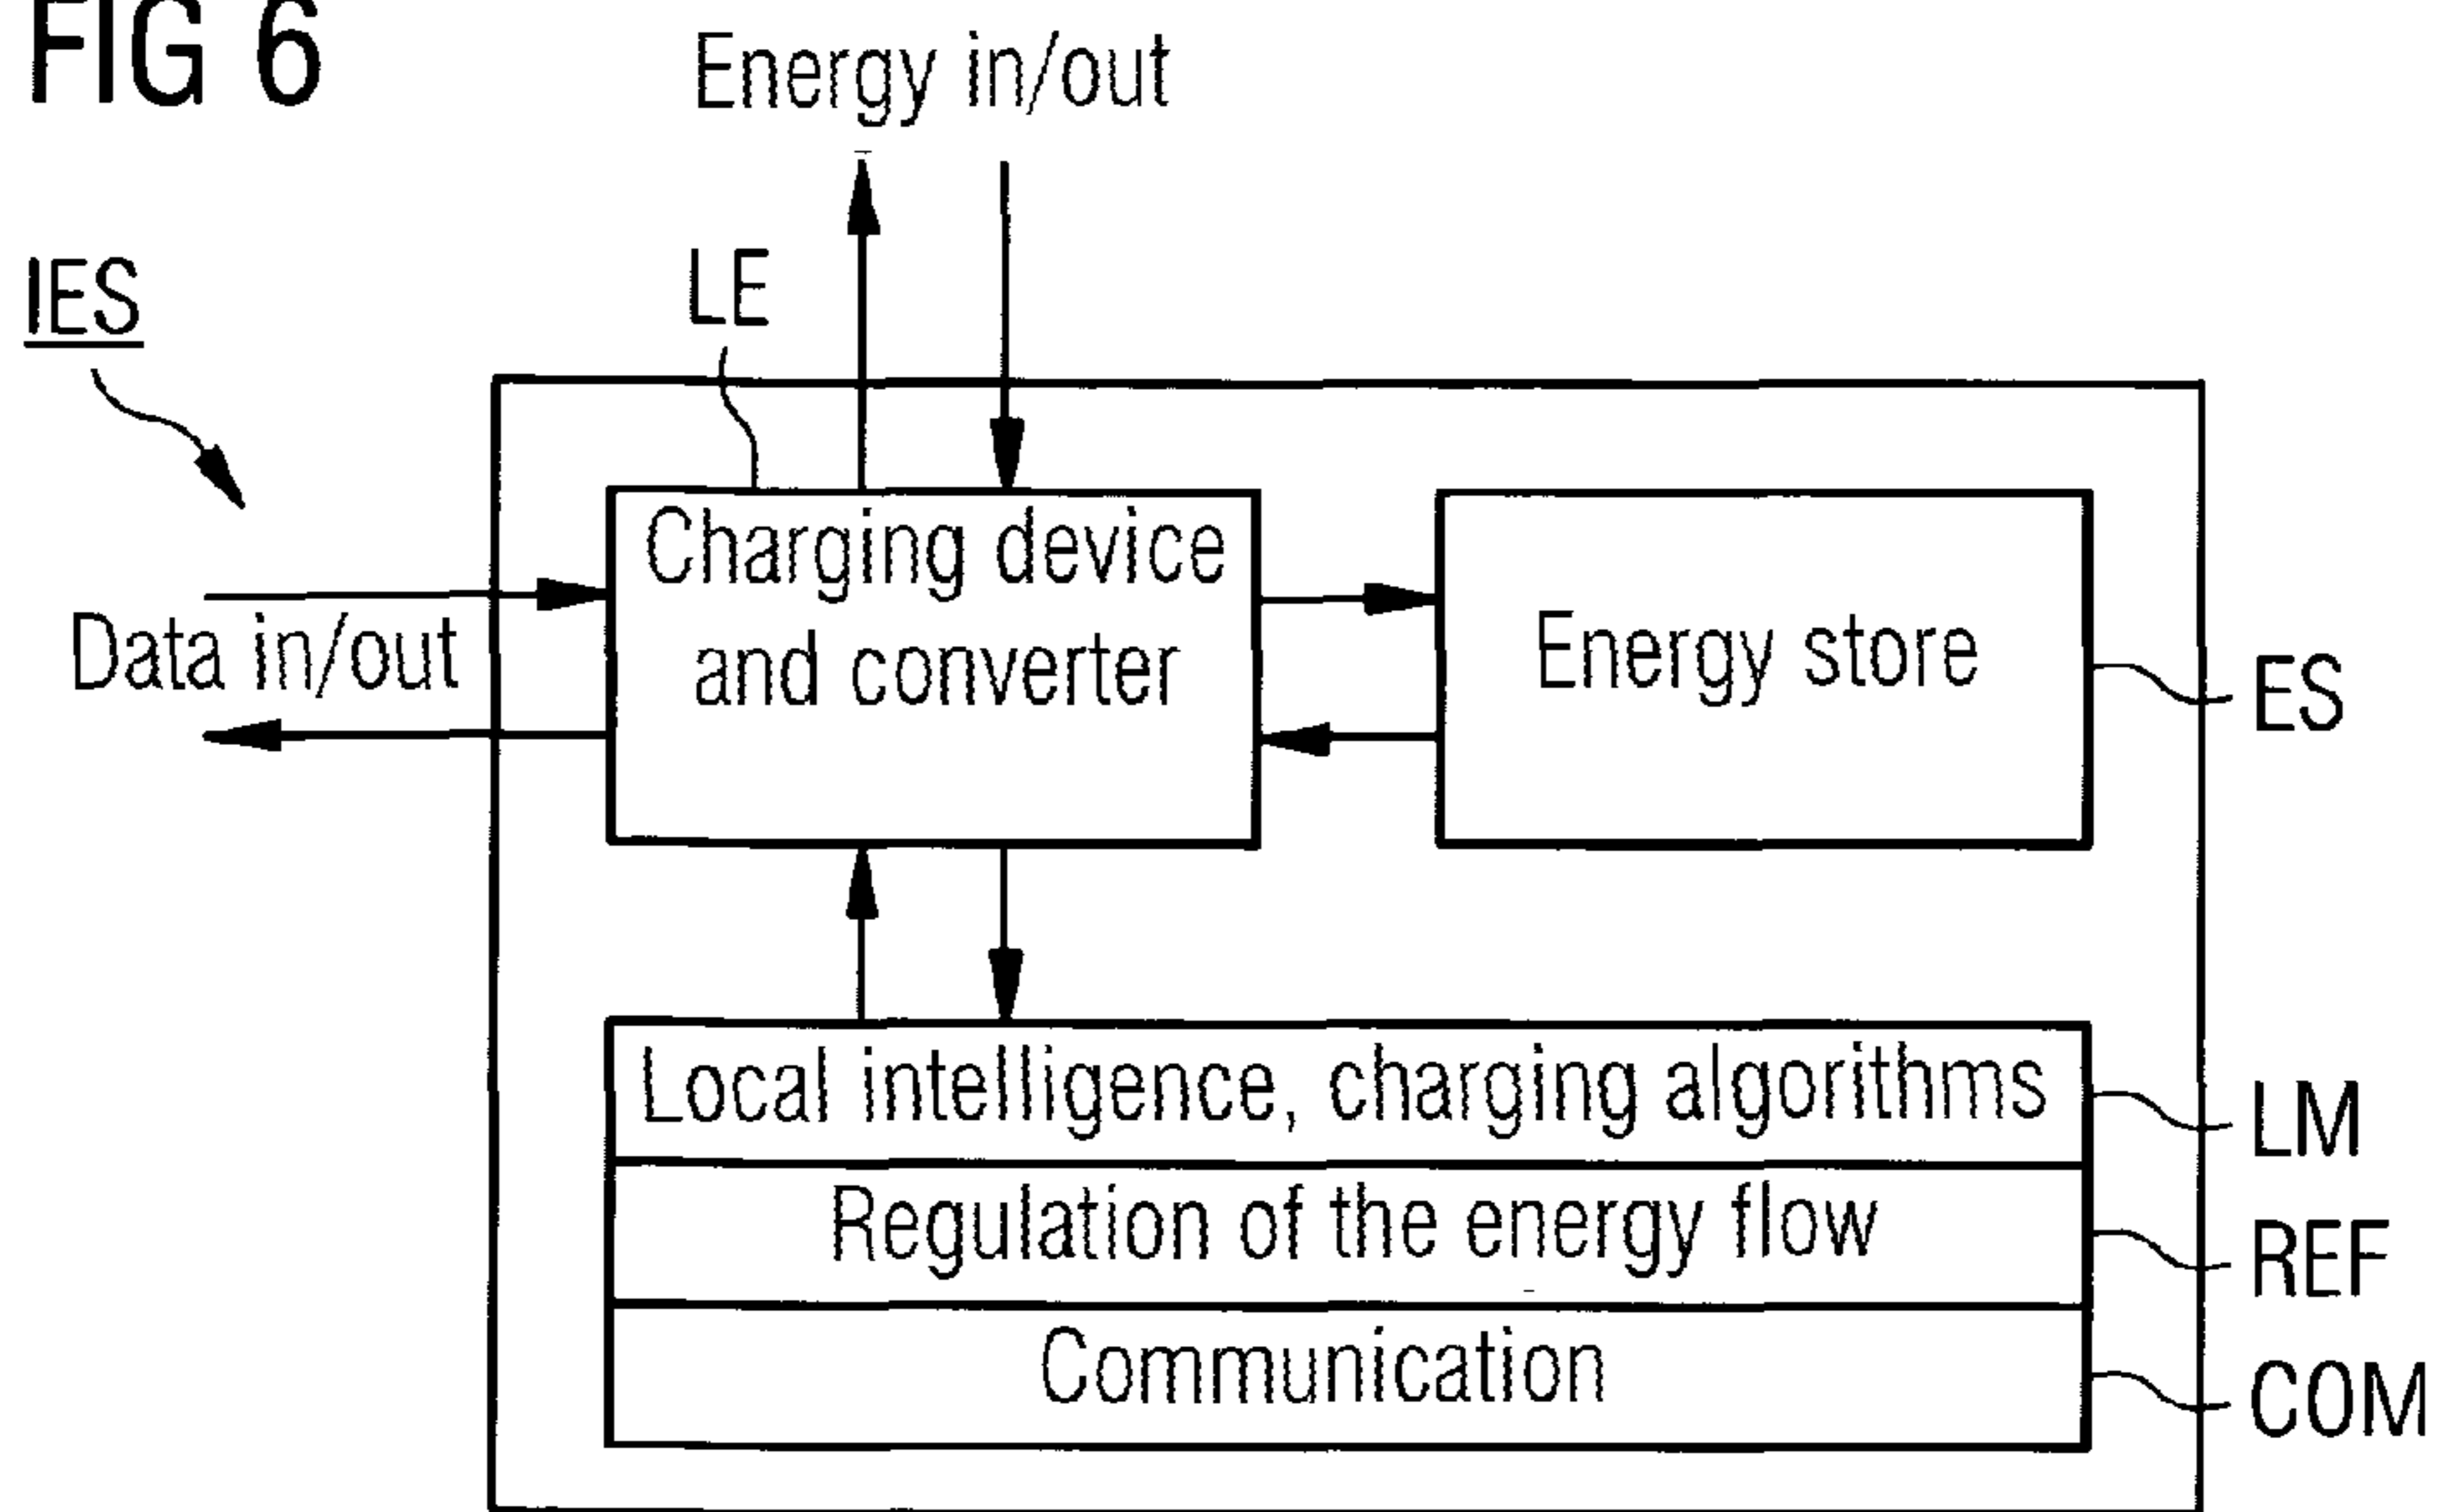 FIG 6
Energy in/out
IES
LE
Charging device
and converter
Data in/out
Energy store
ES
Local intelligence, charging algorithms
LM
Regulation of the energy flow
REF
Communication
COM